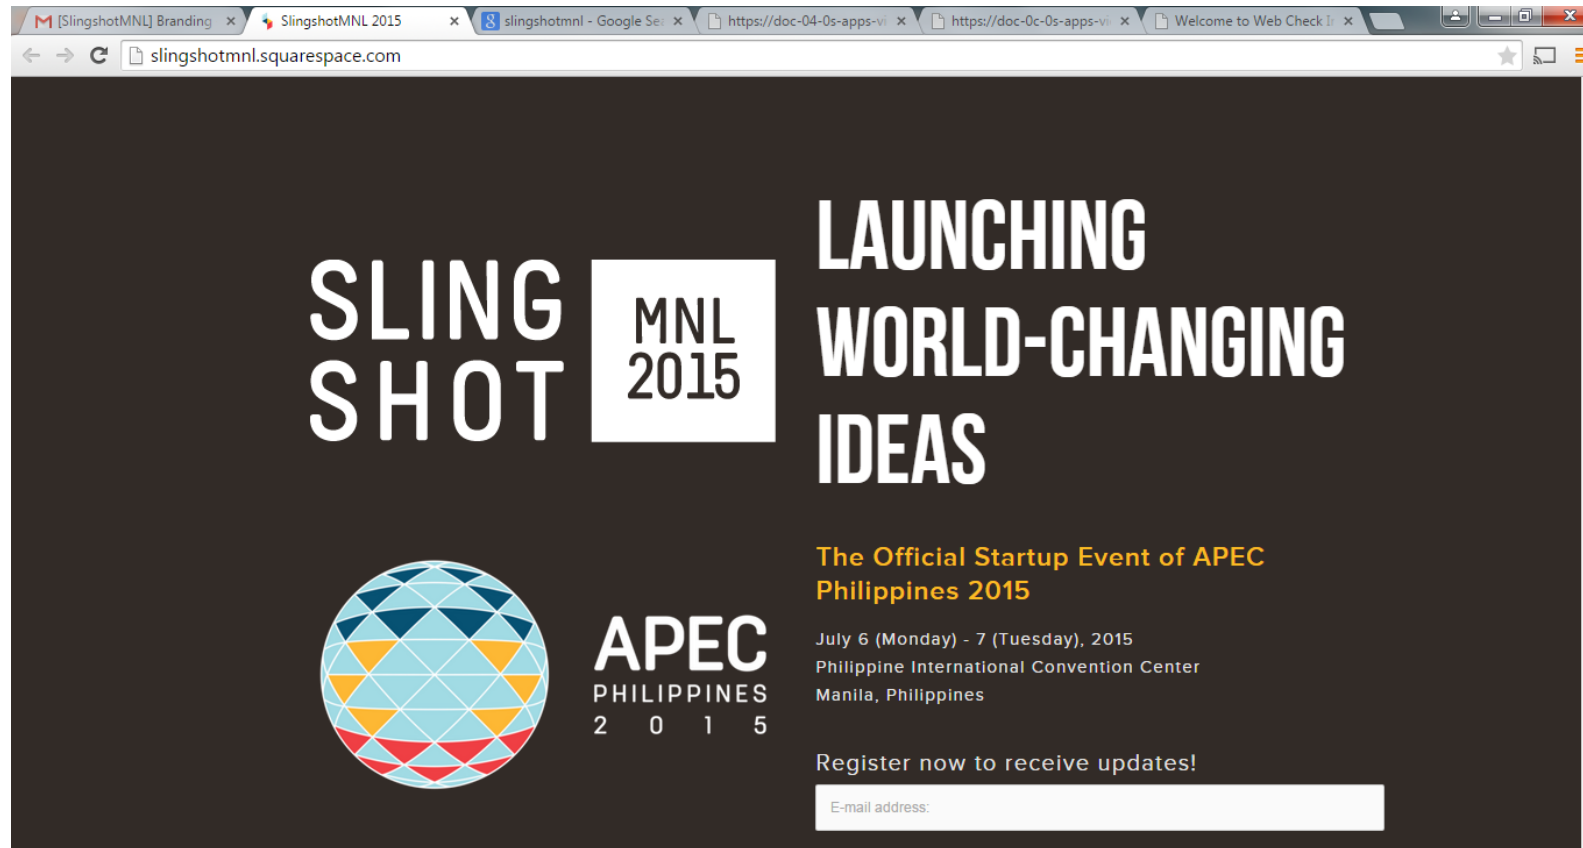 [SlingshotMNL] Branding
SlingshotMNL 2015
slingshotmnl - Google Se
https://doc-04-0s-apps-vi
https://doc-0c-0s-apps-vi
Welcome to Web Check I
slingshotmnl.squarespace.com
SLING
SHOT
MNL
2015
LAUNCHING
WORLD-CHANGING
IDEAS
APEC
PHILIPPINES
2 0 1 5
The Official Startup Event of APEC
Philippines 2015
July 6 (Monday) - 7 (Tuesday), 2015
Philippine International Convention Center
Manila, Philippines
Register now to receive updates!
E-mail address: